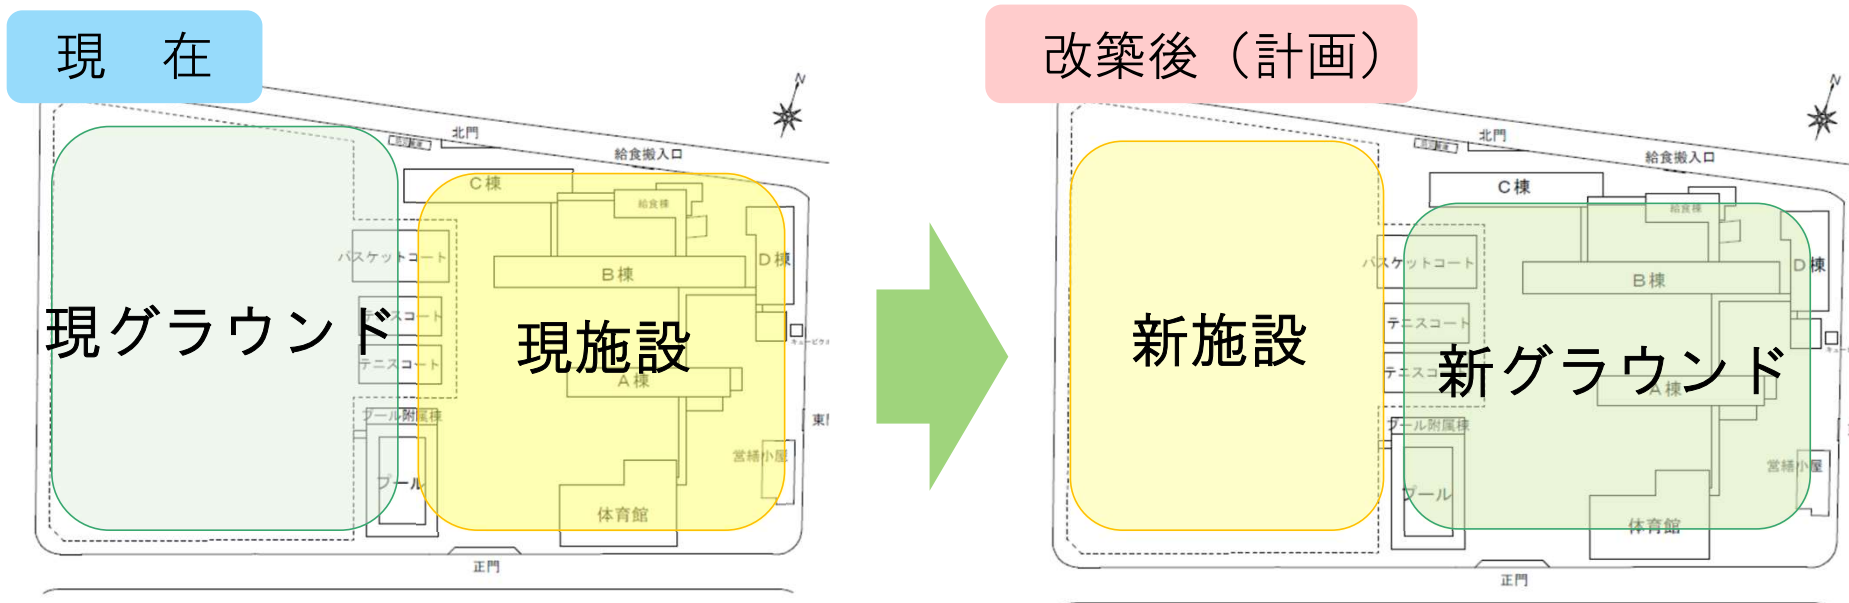 現　在
N
北門
給食搬入口
C棟
給食棟
バスケットコート
B棟
D棟
テニスコート
現グラウンド
現施設
テニスコート
A棟
プール附属棟
東門
営繕小屋
プール
体育館
正門
改築後（計画）
N
北門
給食搬入口
C棟
給食棟
バスケットコート
B棟
D棟
テニスコート
新施設
新グラウンド
テニスコート
A棟
プール附属棟
営繕小屋
プール
体育館
正門